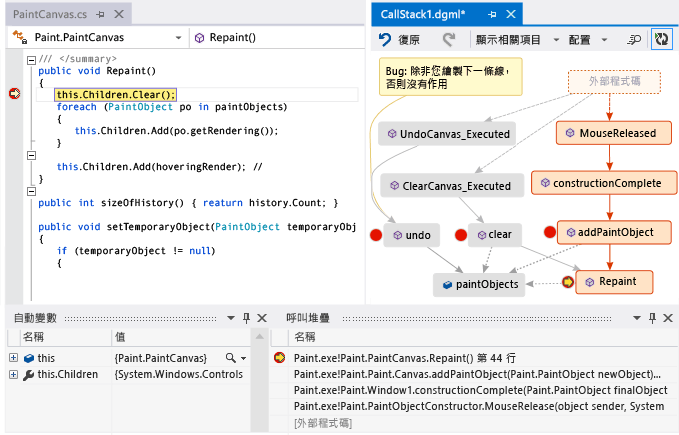 PaintCanvas.cs
Paint.PaintCanvas
Repaint()
/// </summary>
public void Repaint()
{
this.Children.Clear();
foreach (PaintObject po in paintObjects)
{
this.Children.Add(po.getRendering());
}
this.Children.Add(hoveringRender); //
}
public int sizeOfHistory() { reaturn history.Count; }
public void setTemporaryObject(PaintObject temporaryObj
{
if (temporaryObject != null)
{
CallStack1.dgml*
復原
顯示相關項目
配置
Bug: 除非您繪製下一條線，
否則沒有作用
外部程式碼
UndoCanvas_Executed
MouseReleased
ClearCanvas_Executed
constructionComplete
undo
clear
addPaintObject
paintObjects
Repaint
自動變數
名稱
值
this
{Paint.PaintCanvas}
this.Children
{System.Windows.Controls
呼叫堆疊
名稱
Paint.exe!Paint.PaintCanvas.Repaint() 第 44 行
Paint.exe!Paint.Canvas.addPaintObject(Paint.PaintObject newObject)...
Paint.exe!Paint.Window1.constructionComplete(Paint.PaintObject finalObject
Paint.exe!Paint.PaintObjectConstructor.MouseRelease(object sender, System
[外部程式碼]